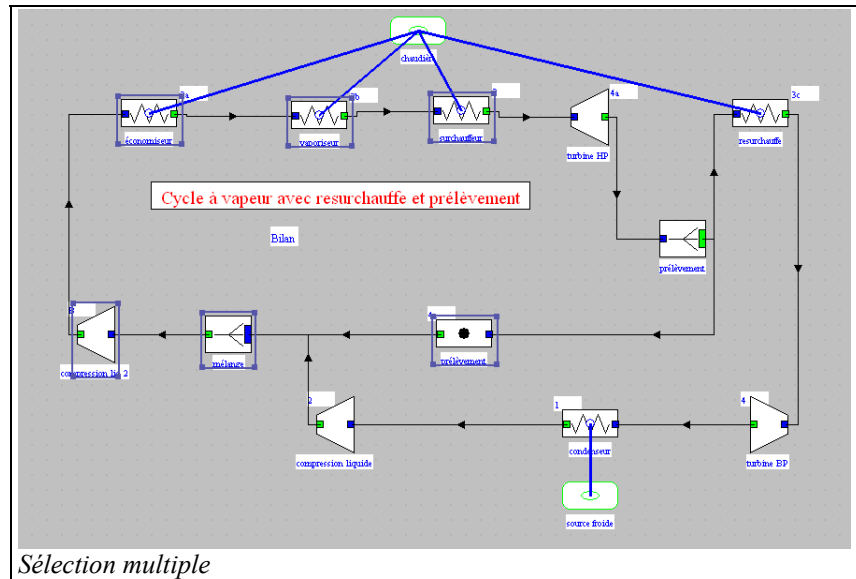 chaudière
3c
4a
économiseur
vaporiseur
surchauffeur
turbine HP
resurchauffe
Cycle à vapeur avec resurchauffe et prélèvement
Bilan
prélèvement
compression liq 2
mélange
prélèvement
2
1
4
compression liquide
condenseur
turbine BP
source froide
Sélection multiple